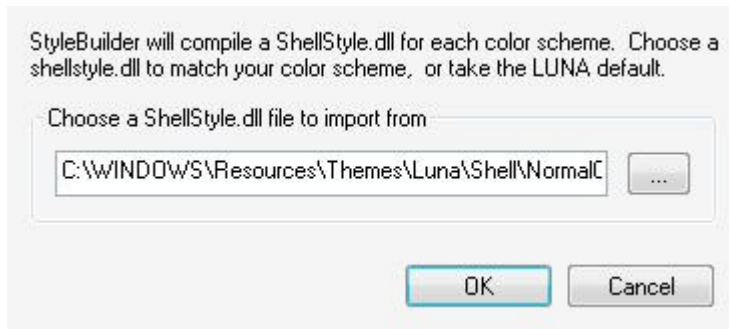 StyleBuilder will compile a ShellStyle.dll for each color scheme. Choose a
shellstyle.dll to match your color scheme, or take the LUNA default.
Choose a ShellStyle.dll file to import from
C:\WINDOWS\Resources\Themes\Luna\Shell\NormalC
...
OK Cancel